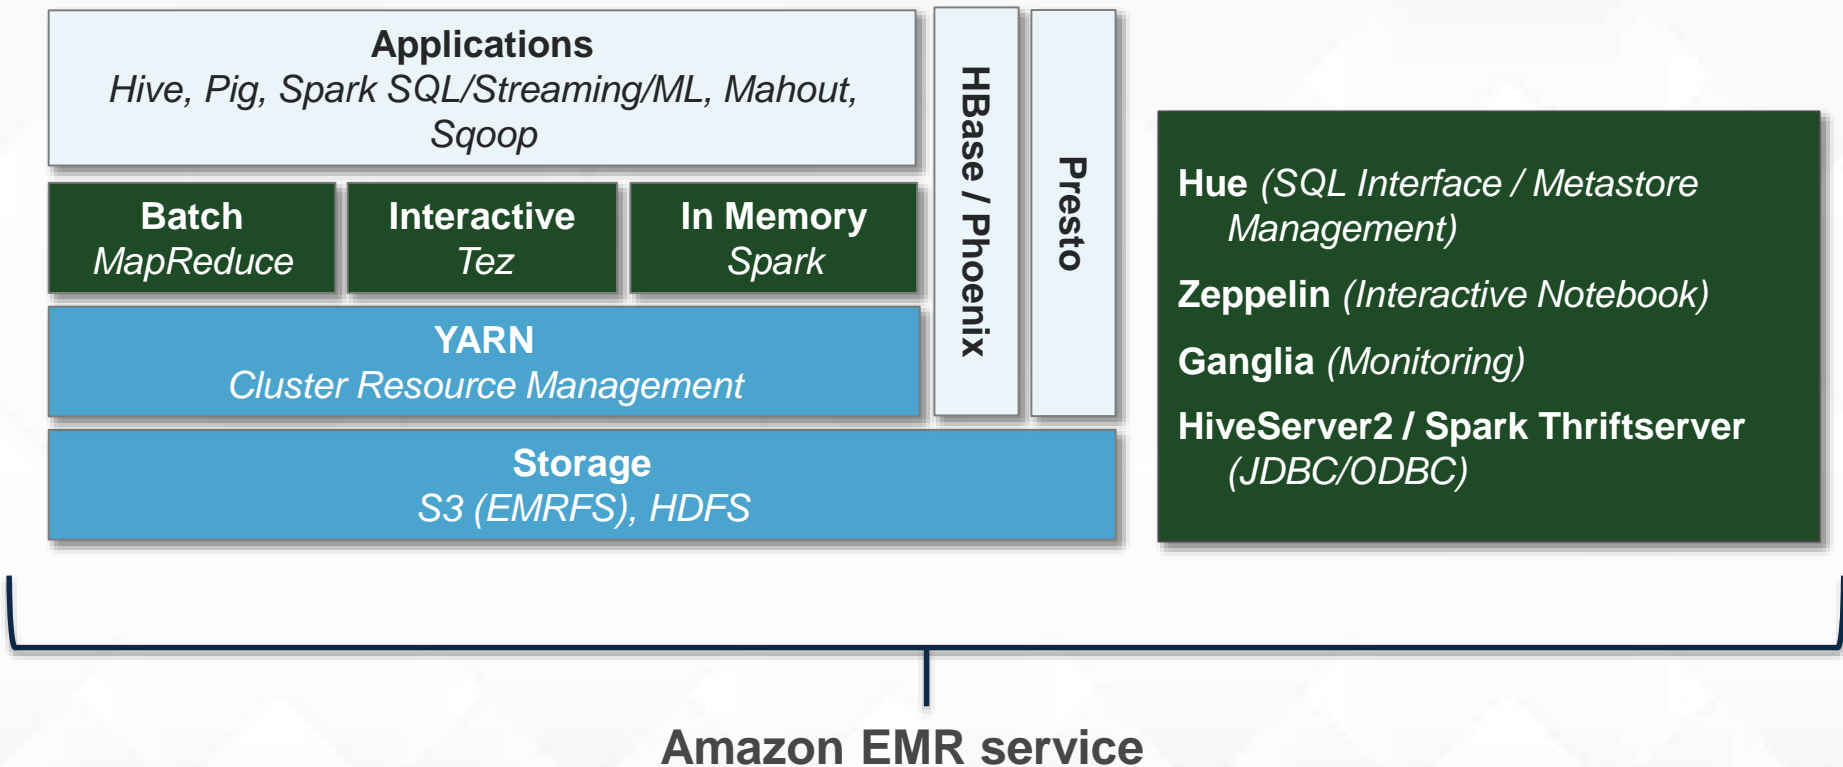 Applications
Hive, Pig, Spark SQL/Streaming/ML, Mahout,
Sqoop
Batch
MapReduce
Interactive
Tez
In Memory
Spark
YARN
Cluster Resource Management
HBase / Phoenix
Presto
Storage
S3 (EMRFS), HDFS
Hue (SQL Interface / Metastore
Management)
Zeppelin (Interactive Notebook)
Ganglia (Monitoring)
HiveServer2 / Spark Thriftserver
(JDBC/ODBC)
Amazon EMR service